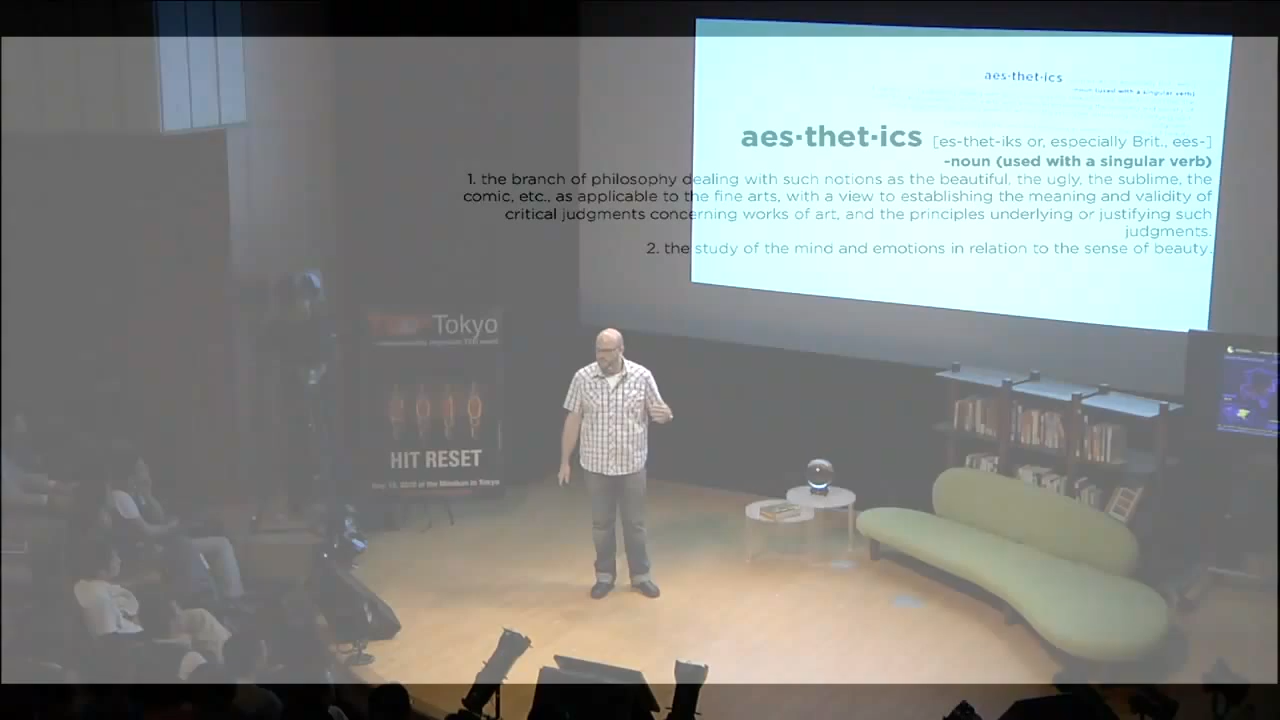 aes·thet·ics
aes·thet·ics [es-thet-iks or, especially Brit., ees-]
-noun (used with a singular verb)
1. the branch of philosophy dealing with such notions as the beautiful, the ugly, the sublime, the
comic, etc., as applicable to the fine arts, with a view to establishing the meaning and validity of
critical judgments concerning works of art, and the principles underlying or justifying such
judgments.
2. the study of the mind and emotions in relation to the sense of beauty.
Tokyo
HIT RESET